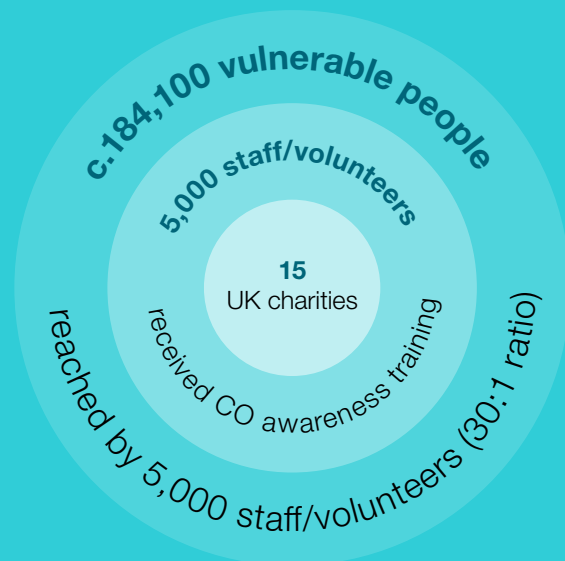 c.184,100 vulnerable people
reached by 5,000 staff/volunteers (30:1 ratio)
5,000 staff/volunteers
received CO awareness training
15
UK charities